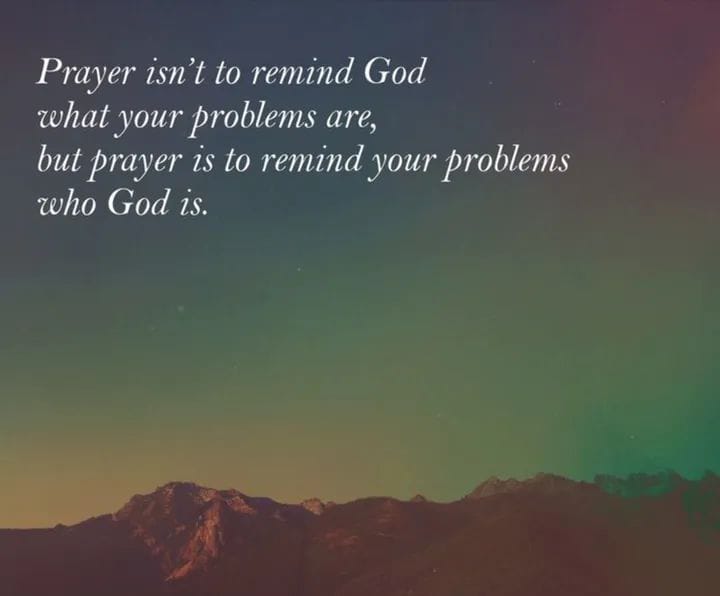 Prayer isn't to remind God
what your problems are,
but prayer is to remind your problems
who God is.